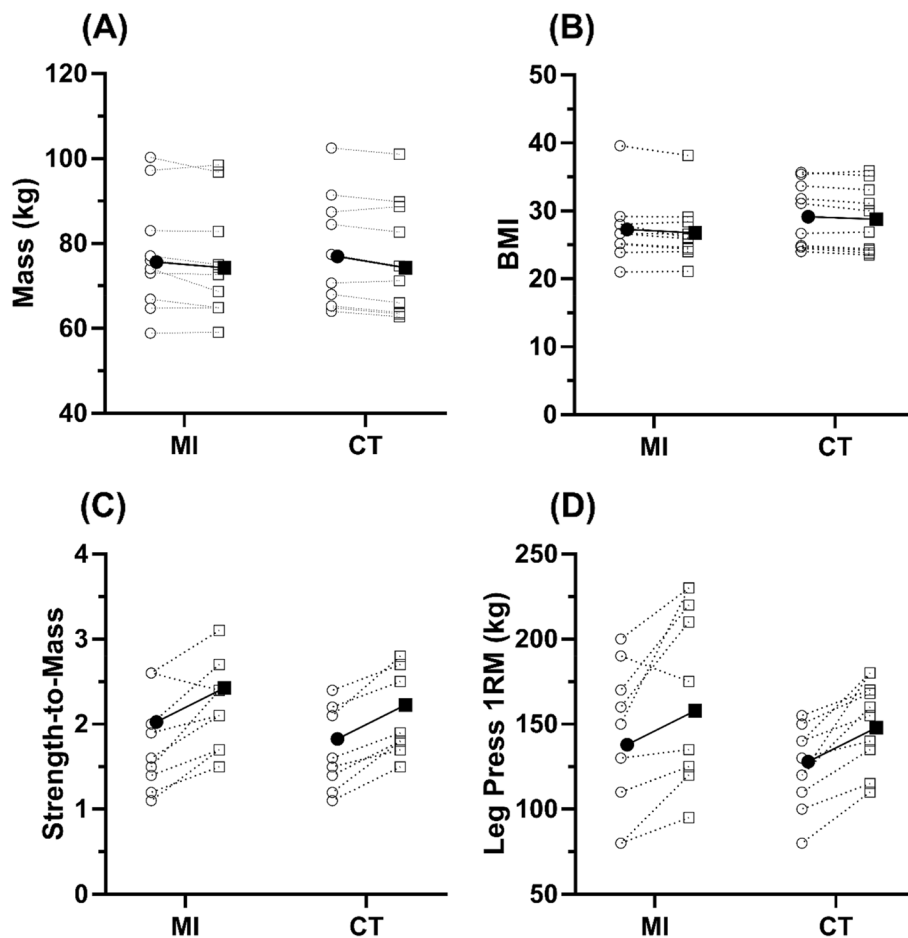 (A)
Mass (kg)
120
100
80
60
40
MI
CT
(B)
BMI
50
40
30
20
10
0
MI
CT
(C)
Strength-to-Mass
4
3
2
1
0
MI
CT
(D)
Leg Press 1RM (kg)
250
200
150
100
50
MI
CT